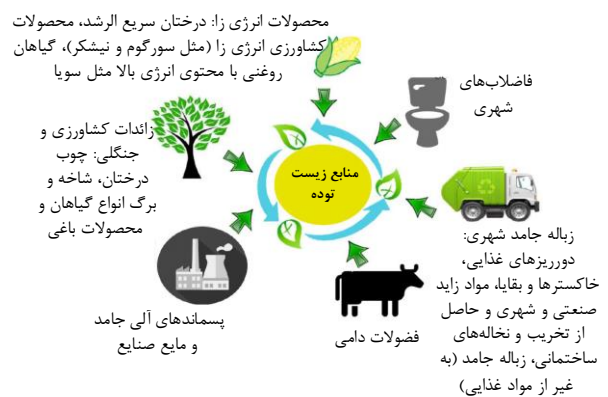 محصولات انرژی زا: درختان سریع الرشد، محصولات
کشاورزی انرژی زا (مثل سورگوم و نیشکر)، گیاهان
روغنی با محتوی انرژی بالا مثل سویا
فاضلاب‌های
شهری
زائدات کشاورزی و
جنگلی: چوب
درختان، شاخه و
برگ انواع گیاهان و
محصولات باغی
منابع زیست
توده
زباله جامد شهری:
دورریزهای غذایی،
خاکسترها و بقایا، مواد زاید
صنعتی و شهری و حاصل
از تخریب و نخاله‌های
ساختمانی، زباله جامد (به
غیر از مواد غذایی)
پسماندهای آلی جامد
و مایع صنایع
فضولات دامی